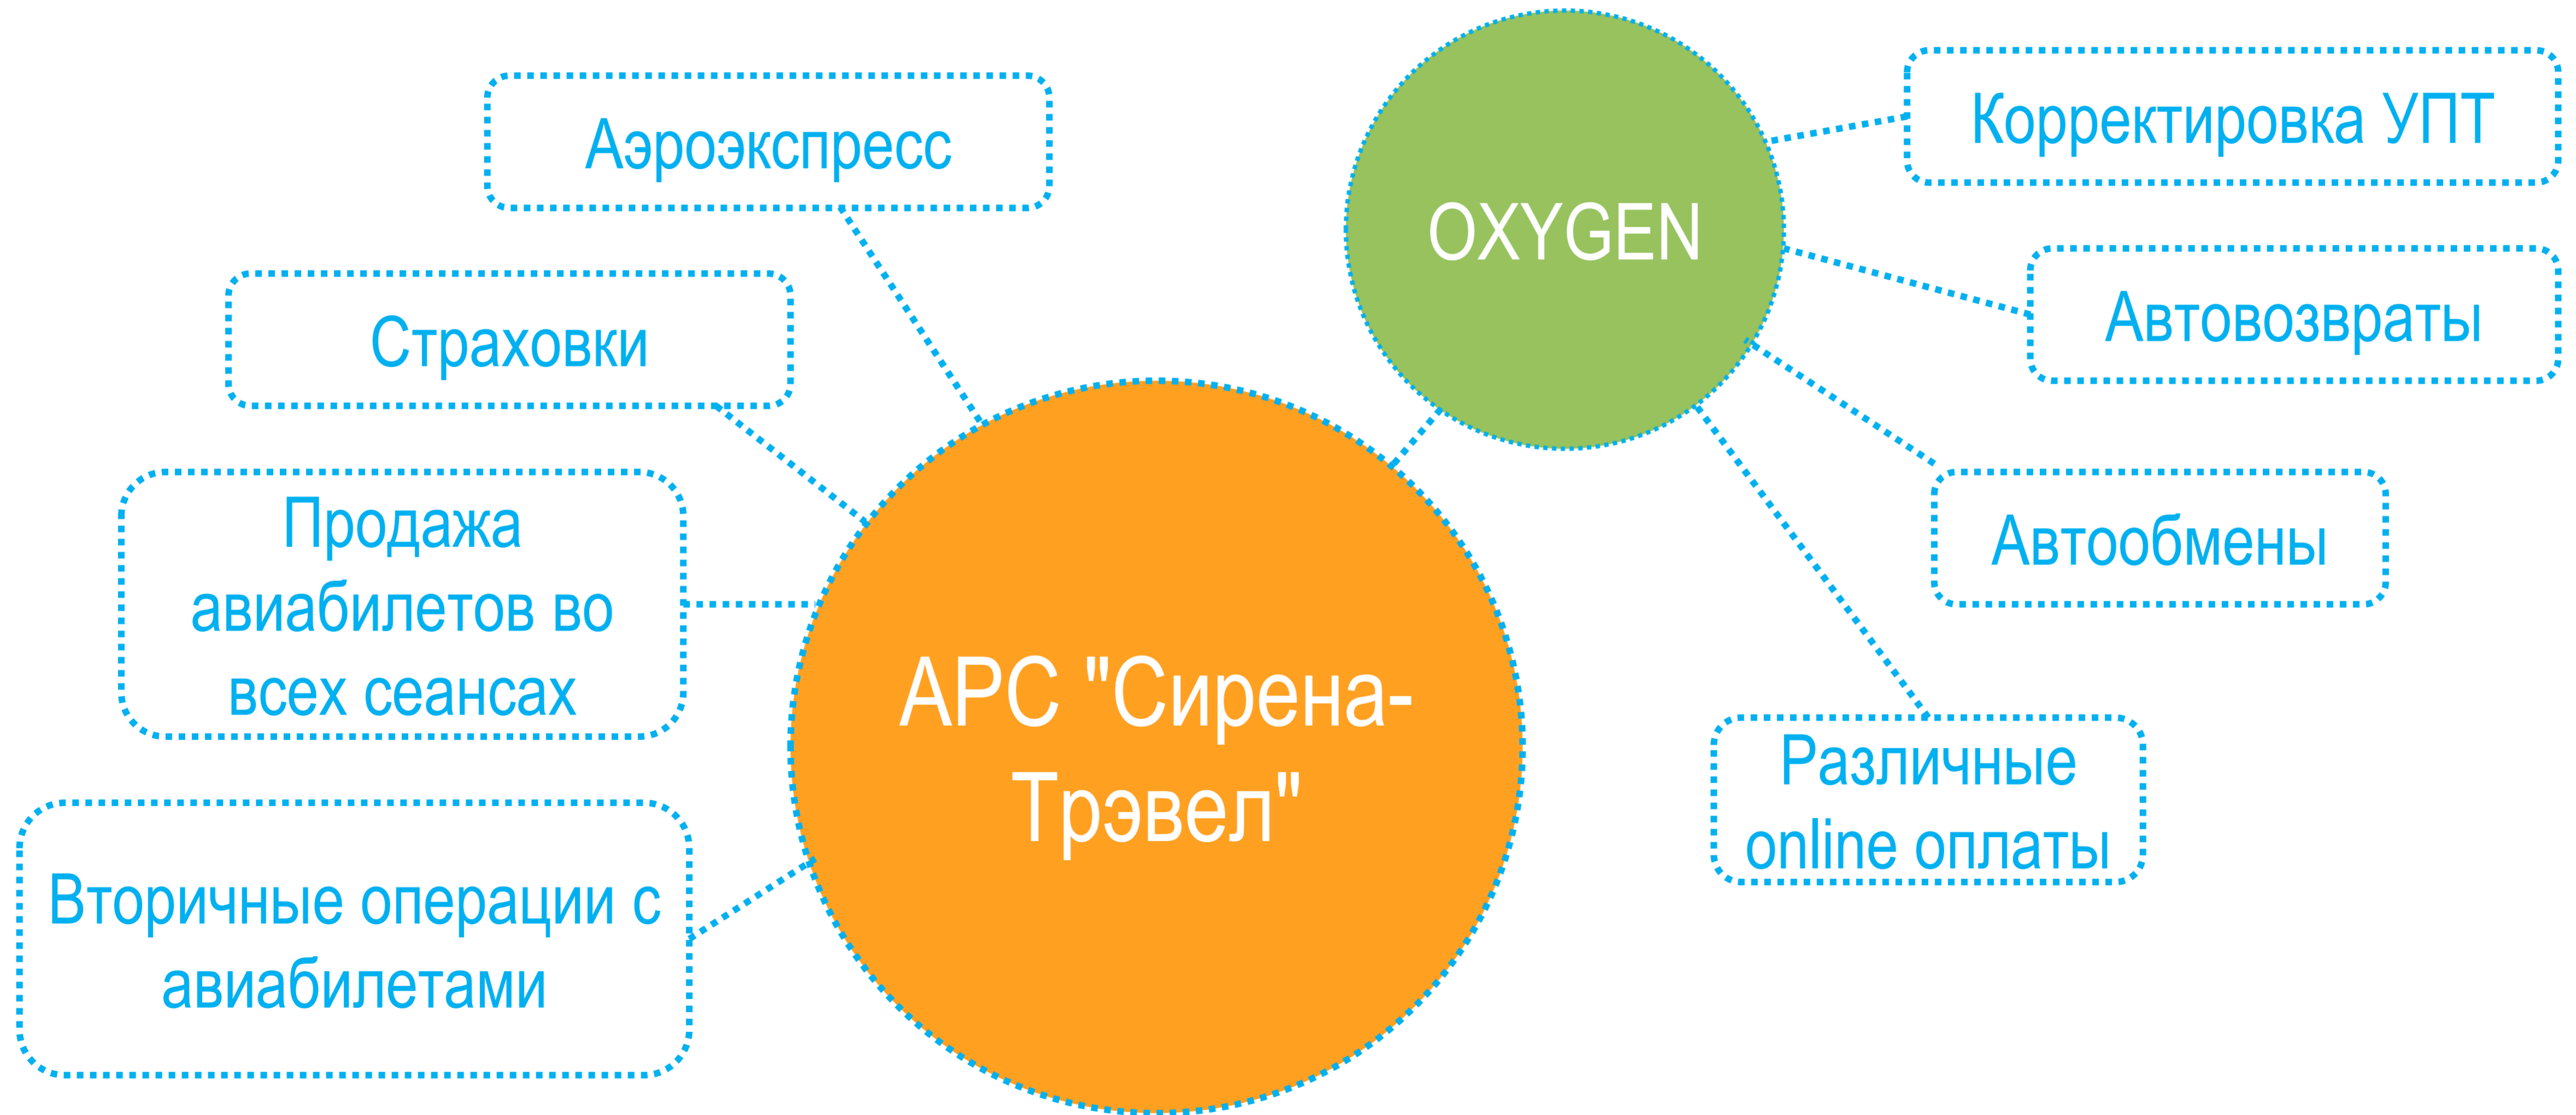 Аэроэкспресс
Страховки
Продажа
авиабилетов во
всех сеансах
Вторичные операции с
авиабилетами
АРС "Сирена-
Трэвел"
OXYGEN
Корректировка УПТ
Автовозвраты
Автообмены
Различные
online оплаты